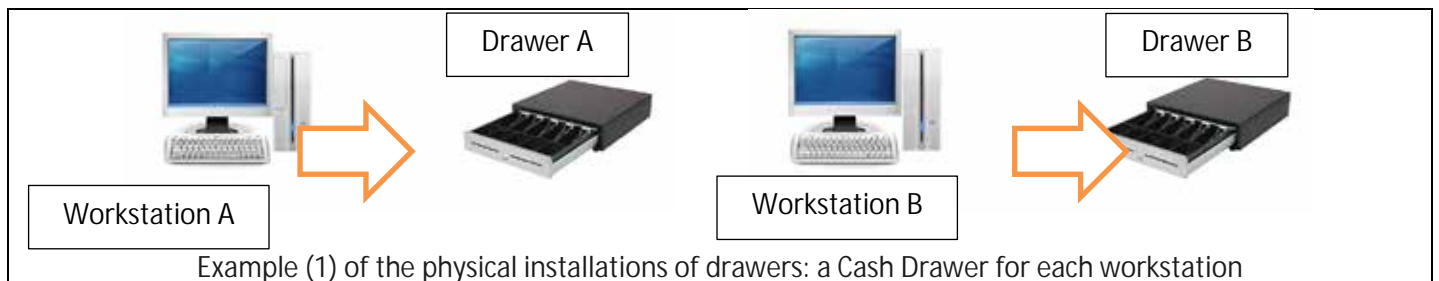 Drawer A
Drawer B
Workstation A
Workstation B
Example (1) of the physical installations of drawers: a Cash Drawer for each workstation